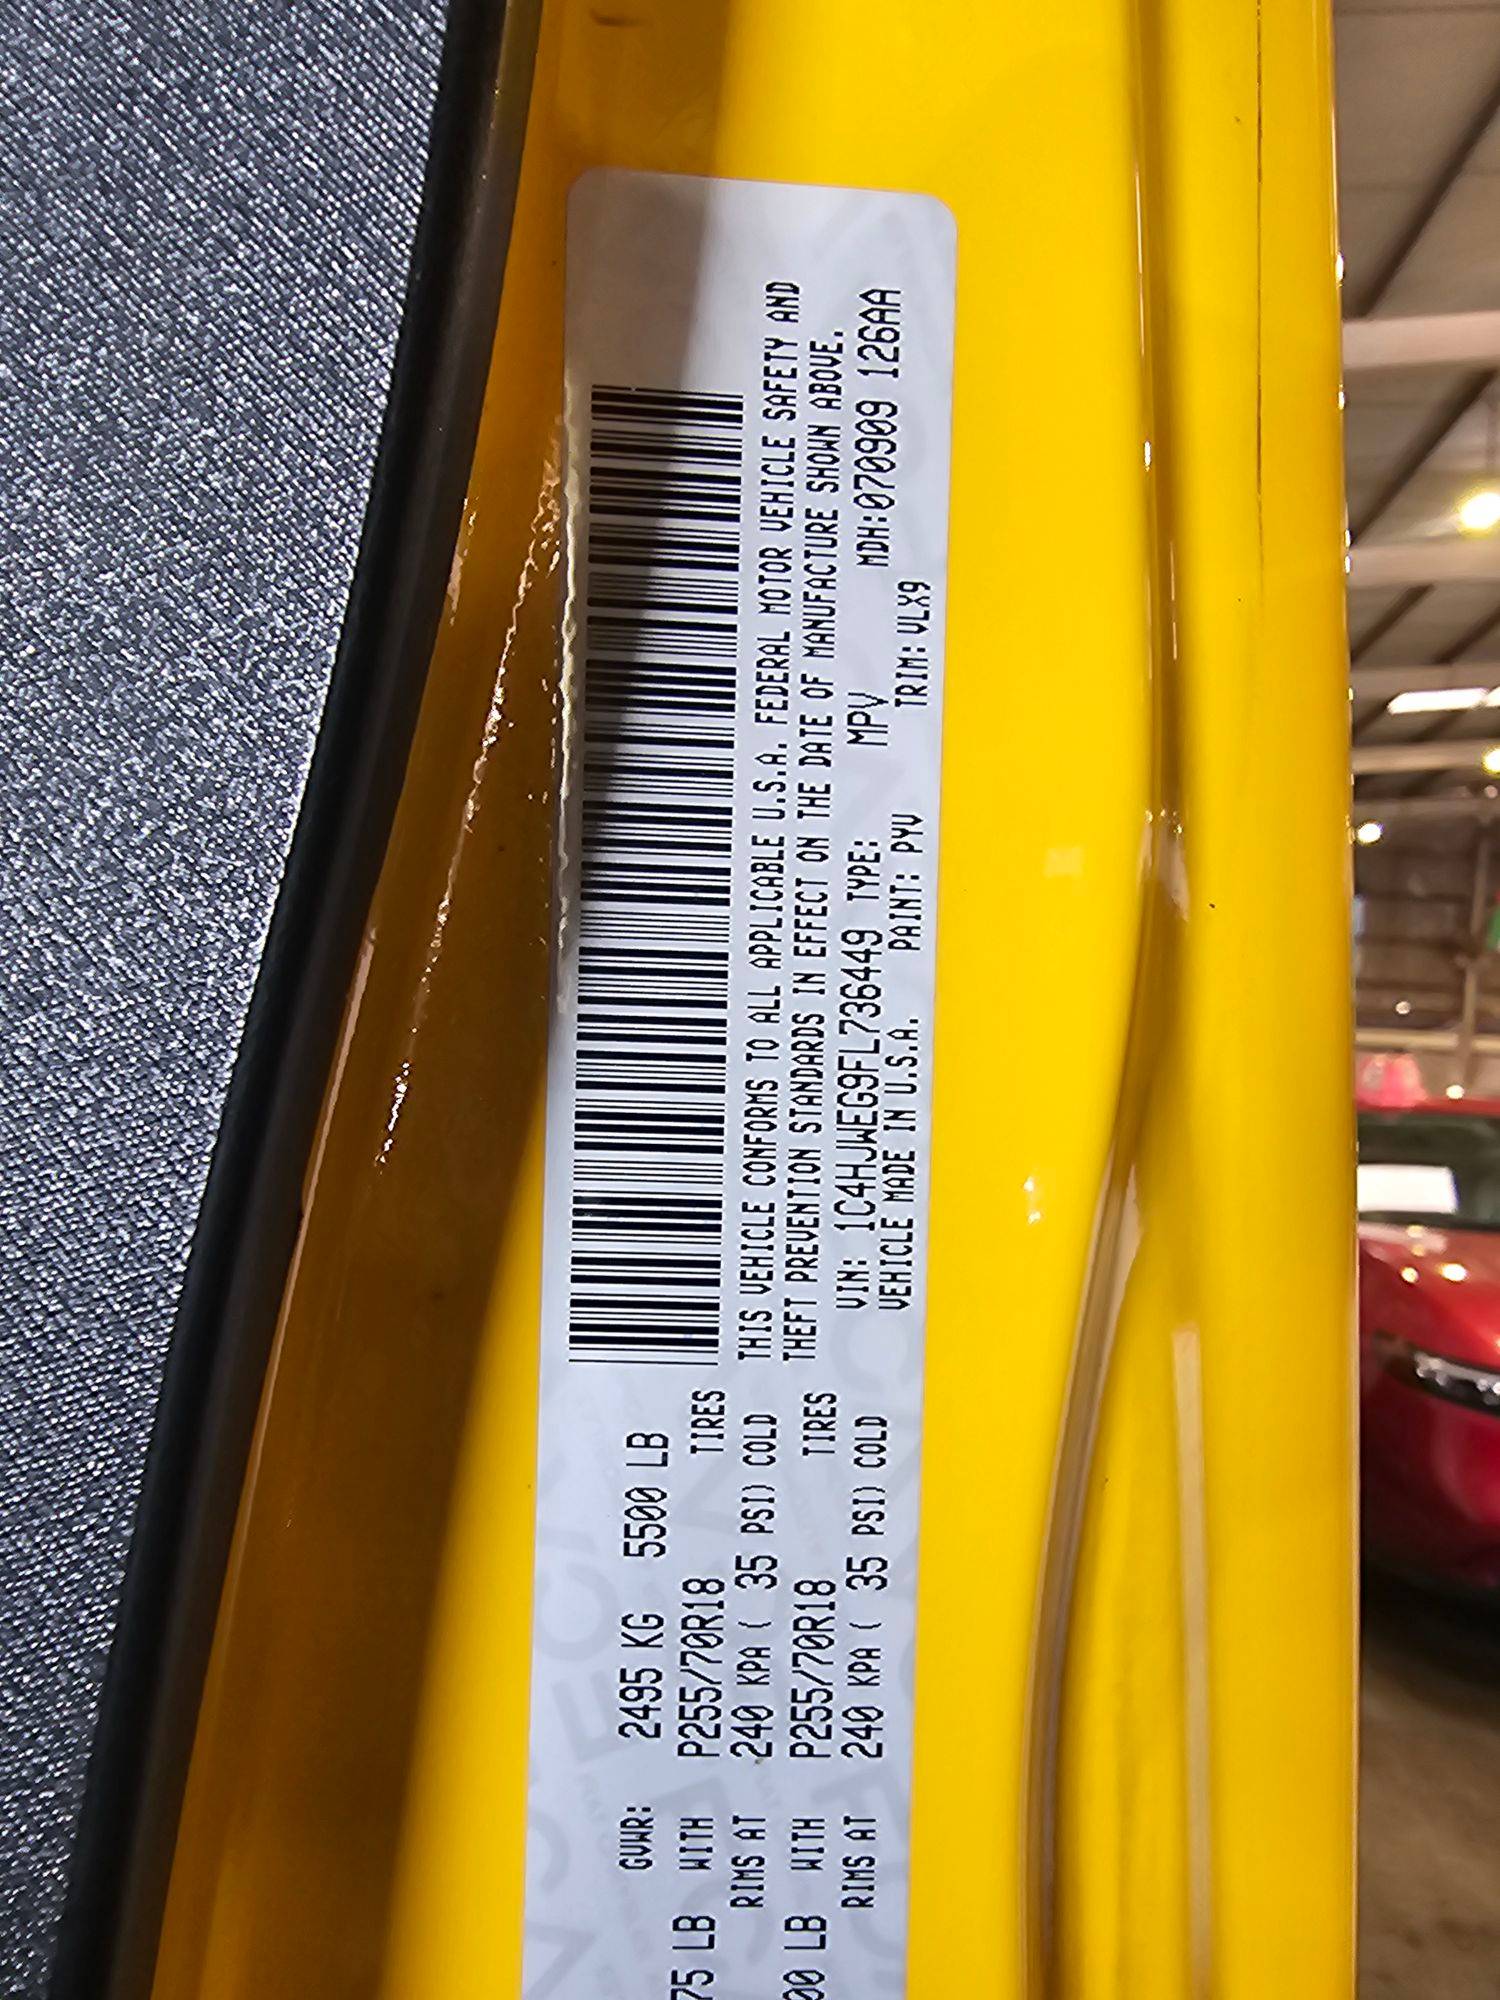 GVWR: 2495 KG 5500 LB
75 LB WITH P255/70R18 TIRES
RIMS AT 240 KPA ( 35 PSI) COLD
00 LB WITH P255/70R18 TIRES
RIMS AT 240 KPA ( 35 PSI) COLD
THIS VEHICLE CONFORMS TO ALL APPLICABLE U.S.A. FEDERAL MOTOR VEHICLE SAFETY AND
THEFT PREVENTION STANDARDS IN EFFECT ON THE DATE OF MANUFACTURE SHOWN ABOVE.
VIN: 1C4HJWEG9FL736449 TYPE: MPV MDH:070909 126AA
VEHICLE MADE IN U.S.A. PAINT: PYV TRIM: VLX9